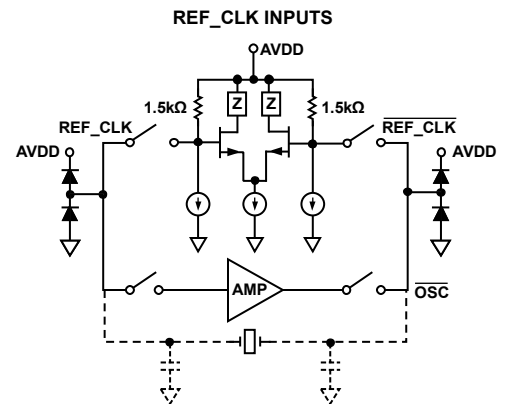 REF_CLK INPUTS
AVDD
Z
Z
1.5kΩ
1.5kΩ
REF_CLK
REF_CLK
AVDD
AVDD
AMP
OSC